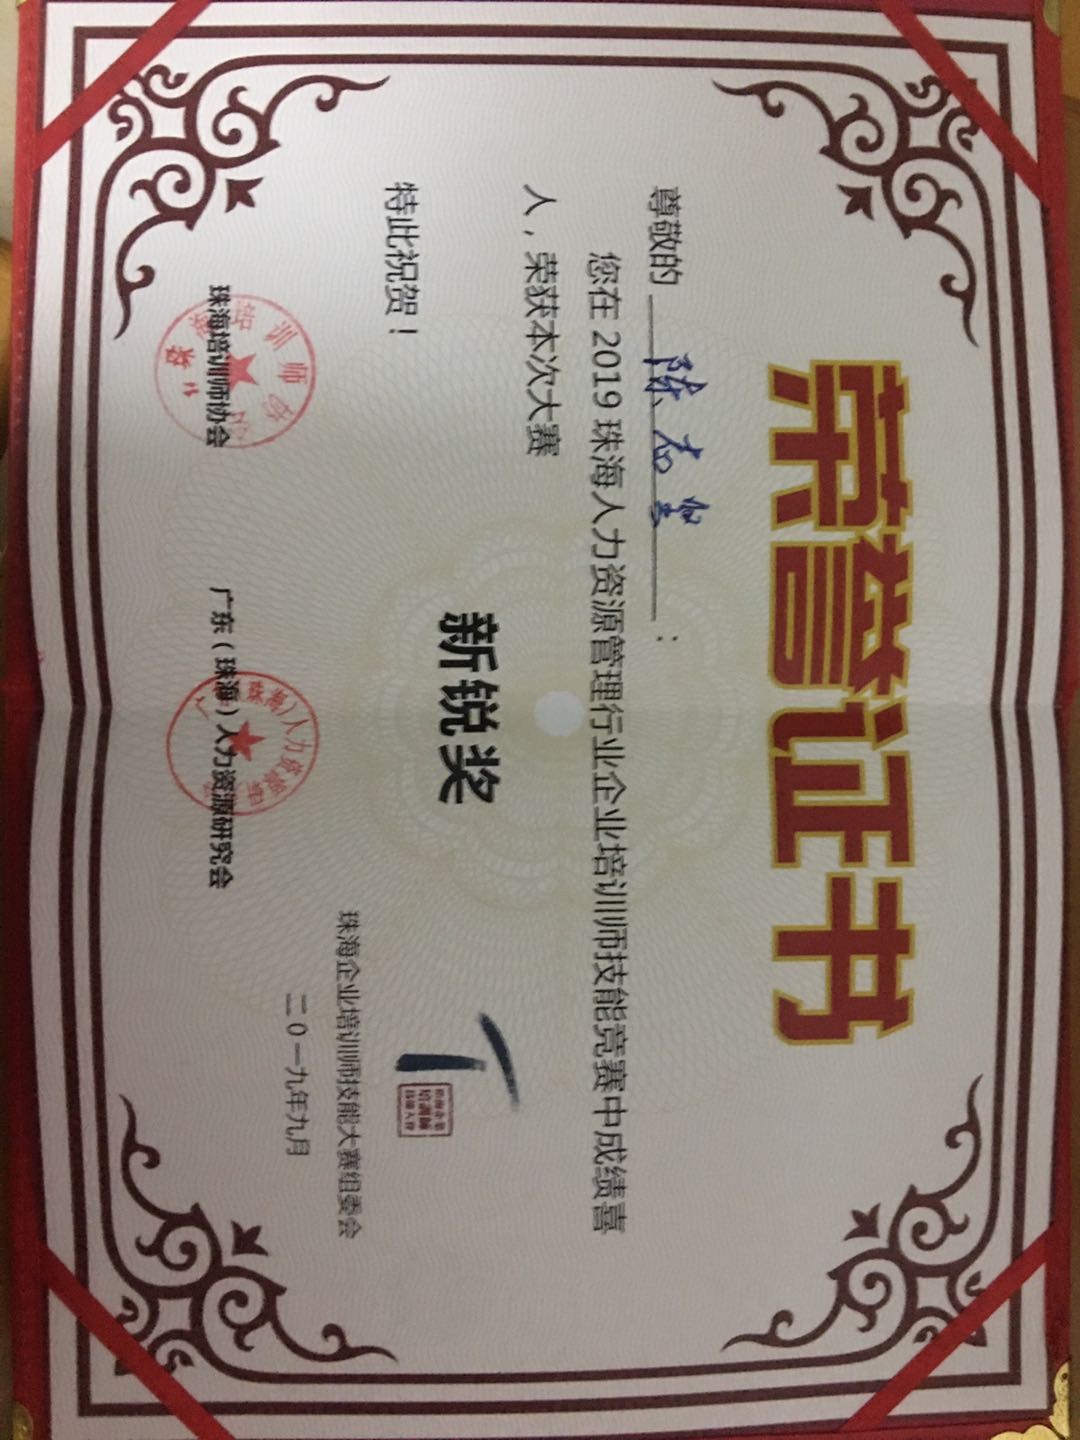 荣誉证书
尊敬的 陈志坚 :
您在 2019 珠海人力资源管理行业企业培训师技能竞赛中成绩喜
人，荣获本次大赛
新锐奖
特此祝贺！
珠海企业培训师技能大赛组委会
二0一九年九月
珠海培训师协会
广东（珠海）人力资源研究会